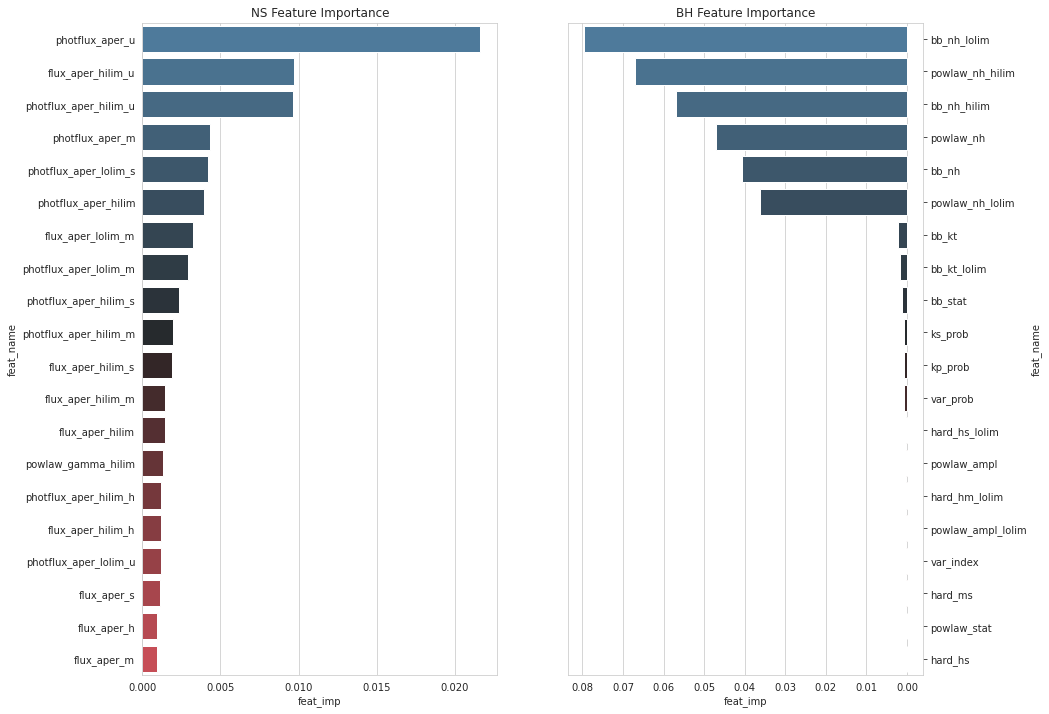 NS Feature Importance
photflux_aper_u
flux_aper_hilim_u
photflux_aper_hilim_u
photflux_aper_m
photflux_aper_lolim_s
photflux_aper_hilim
flux_aper_lolim_m
photflux_aper_lolim_m
photflux_aper_hilim_s
photflux_aper_hilim_m
flux_aper_hilim_s
flux_aper_hilim_m
flux_aper_hilim
powlaw_gamma_hilim
photflux_aper_hilim_h
flux_aper_hilim_h
photflux_aper_lolim_u
flux_aper_s
flux_aper_h
flux_aper_m
feat_name
0.000 0.005 0.010 0.015 0.020
feat_imp
BH Feature Importance
bb_nh_lolim
powlaw_nh_hilim
bb_nh_hilim
powlaw_nh
bb_nh
powlaw_nh_lolim
bb_kt
bb_kt_lolim
bb_stat
ks_prob
kp_prob
var_prob
hard_hs_lolim
powlaw_ampl
hard_hm_lolim
powlaw_ampl_lolim
var_index
hard_ms
powlaw_stat
hard_hs
feat_name
0.08 0.07 0.06 0.05 0.04 0.03 0.02 0.01 0.00
feat_imp